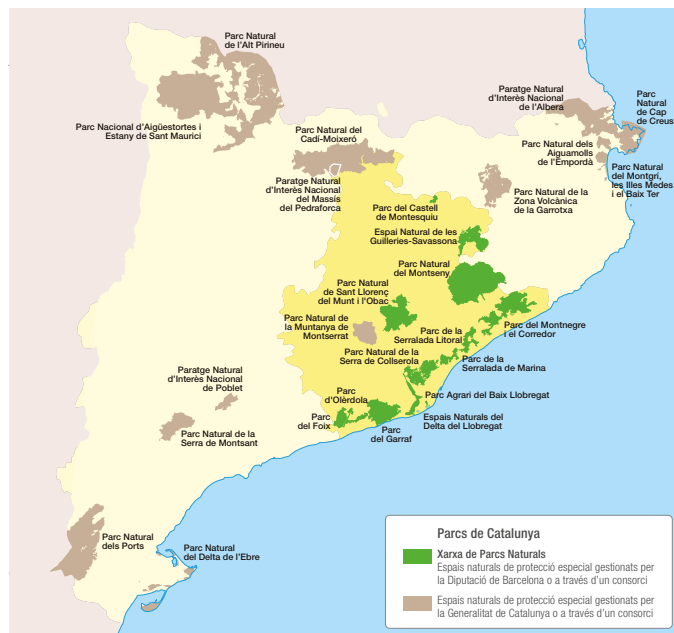 Parc Natural
de l'Alt Pirineu
Paratge Natural
d'Interès Nacional
de l'Albera
Parc
Natural
de Cap
de Creus
Parc Nacional d'Aigüestortes i
Estany de Sant Maurici
Parc Natural del
Cadí-Moixeró
Parc Natural dels
Aiguamolls
de l'Empordà
Parc Natural
del Montgrí,
les Illes Medes
i el Baix Ter
Paratge Natural
d'Interès Nacional
del Massís
del Pedraforca
Parc Natural de la
Zona Volcànica
de la Garrotxa
Parc del Castell
de Montesquiu
Espai Natural de les
Guilleries-Savassona
Parc Natural
del Montseny
Parc Natural
de Sant Llorenç
del Munt i l'Obac
Parc Natural de
la Muntanya de
Montserrat
Parc de la
Serralada Litoral
Parc del Montnegre
i el Corredor
Parc Natural de la
Serra de Collserola
Parc de la
Serralada de Marina
Paratge Natural
d'Interès Nacional
de Poblet
Parc
d'Olèrdola
Parc Agrari del Baix Llobregat
Parc
del Foix
Espais Naturals del
Delta del Llobregat
Parc
del Garraf
Parc Natural de la
Serra de Montsant
Parc Natural
dels Ports
Parc Natural
del Delta de l'Ebre
Parcs de Catalunya
Xarxa de Parcs Naturals
Espais naturals de protecció especial gestionats per
la Diputació de Barcelona o a través d'un consorci
Espais naturals de protecció especial gestionats per
la Generalitat de Catalunya o a través d'un consorci